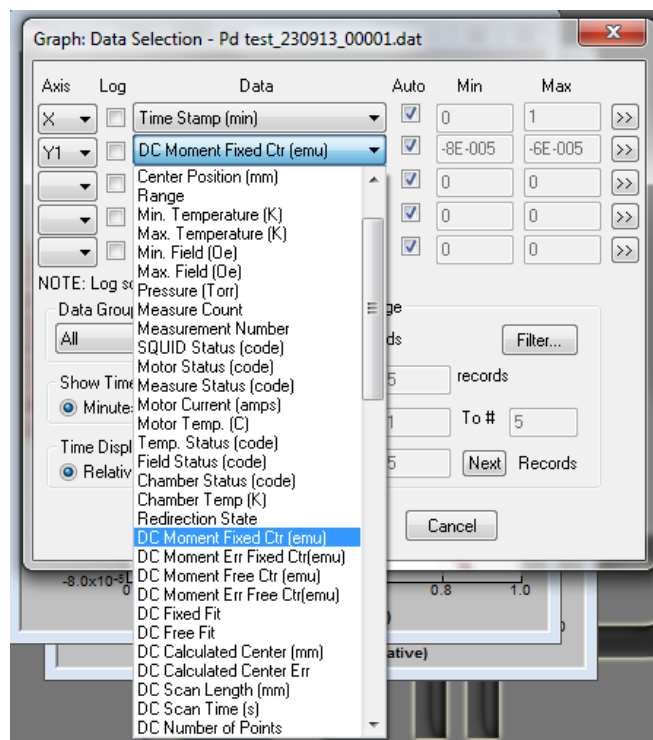 Graph: Data Selection - Pd test_230913_00001.dat
x
Axis Log Data Auto Min Max
X Time Stamp (min) 0 1 >>
Y1 DC Moment Fixed Ctr (emu) -8E-005 -6E-005 >>
0 0 >>
0 0 >>
0 0 >>
Center Position (mm)
Range
Min. Temperature (K)
Max. Temperature (K)
Min. Field (Oe)
Max. Field (Oe)
Pressure (Torr)
Measure Count
Measurement Number
SQUID Status (code)
Motor Status (code)
Measure Status (code)
Motor Current (amps)
Motor Temp. (C)
Temp. Status (code)
Field Status (code)
Chamber Status (code)
Chamber Temp (K)
Redirection State
DC Moment Fixed Ctr (emu)
DC Moment Err Fixed Ctr(emu)
DC Moment Free Ctr (emu)
DC Moment Err Free Ctr(emu)
DC Fixed Fit
DC Free Fit
DC Calculated Center (mm)
DC Calculated Center Err
DC Scan Length (mm)
DC Scan Time (s)
DC Number of Points
NOTE: Log
Data Grou
ge
All
ds Filter...
Show Time
5 records
Minute
1 To # 5
Time Displ
Relativ
5 Next Records
Cancel
-8.0x10-5
0 0.8 1.0
)
ative)